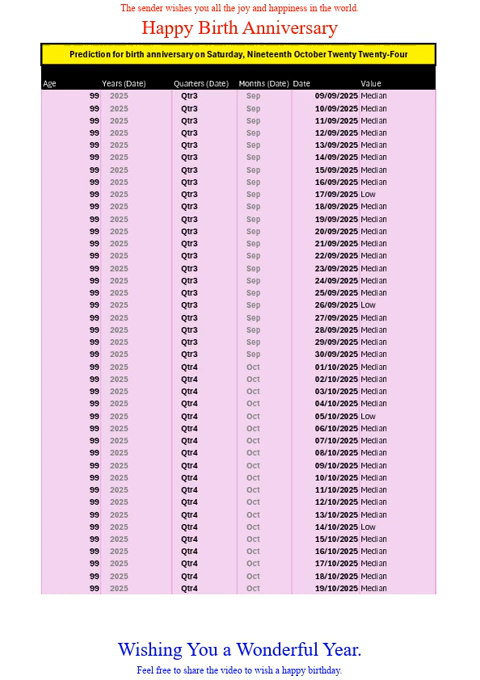 The sender wishes you all the joy and happiness in the world.
Happy Birth Anniversary
Prediction for birth anniversary on Saturday, Nineteenth October Twenty Twenty-Four
Age Years (Date) Quarters (Date) Months (Date) Date Value
99 2025 Qtr3 Sep 09/09/2025 Median
99 2025 Qtr3 Sep 10/09/2025 Median
99 2025 Qtr3 Sep 11/09/2025 Median
99 2025 Qtr3 Sep 12/09/2025 Median
99 2025 Qtr3 Sep 13/09/2025 Median
99 2025 Qtr3 Sep 14/09/2025 Median
99 2025 Qtr3 Sep 15/09/2025 Median
99 2025 Qtr3 Sep 16/09/2025 Median
99 2025 Qtr3 Sep 17/09/2025 Low
99 2025 Qtr3 Sep 18/09/2025 Median
99 2025 Qtr3 Sep 19/09/2025 Median
99 2025 Qtr3 Sep 20/09/2025 Median
99 2025 Qtr3 Sep 21/09/2025 Median
99 2025 Qtr3 Sep 22/09/2025 Median
99 2025 Qtr3 Sep 23/09/2025 Median
99 2025 Qtr3 Sep 24/09/2025 Median
99 2025 Qtr3 Sep 25/09/2025 Median
99 2025 Qtr3 Sep 26/09/2025 Low
99 2025 Qtr3 Sep 27/09/2025 Median
99 2025 Qtr3 Sep 28/09/2025 Median
99 2025 Qtr3 Sep 29/09/2025 Median
99 2025 Qtr3 Sep 30/09/2025 Median
99 2025 Qtr4 Oct 01/10/2025 Median
99 2025 Qtr4 Oct 02/10/2025 Median
99 2025 Qtr4 Oct 03/10/2025 Median
99 2025 Qtr4 Oct 04/10/2025 Median
99 2025 Qtr4 Oct 05/10/2025 Low
99 2025 Qtr4 Oct 06/10/2025 Median
99 2025 Qtr4 Oct 07/10/2025 Median
99 2025 Qtr4 Oct 08/10/2025 Median
99 2025 Qtr4 Oct 09/10/2025 Median
99 2025 Qtr4 Oct 10/10/2025 Median
99 2025 Qtr4 Oct 11/10/2025 Median
99 2025 Qtr4 Oct 12/10/2025 Median
99 2025 Qtr4 Oct 13/10/2025 Median
99 2025 Qtr4 Oct 14/10/2025 Low
99 2025 Qtr4 Oct 15/10/2025 Median
99 2025 Qtr4 Oct 16/10/2025 Median
99 2025 Qtr4 Oct 17/10/2025 Median
99 2025 Qtr4 Oct 18/10/2025 Median
99 2025 Qtr4 Oct 19/10/2025 Median
Wishing You a Wonderful Year.
Feel free to share the video to wish a happy birthday.